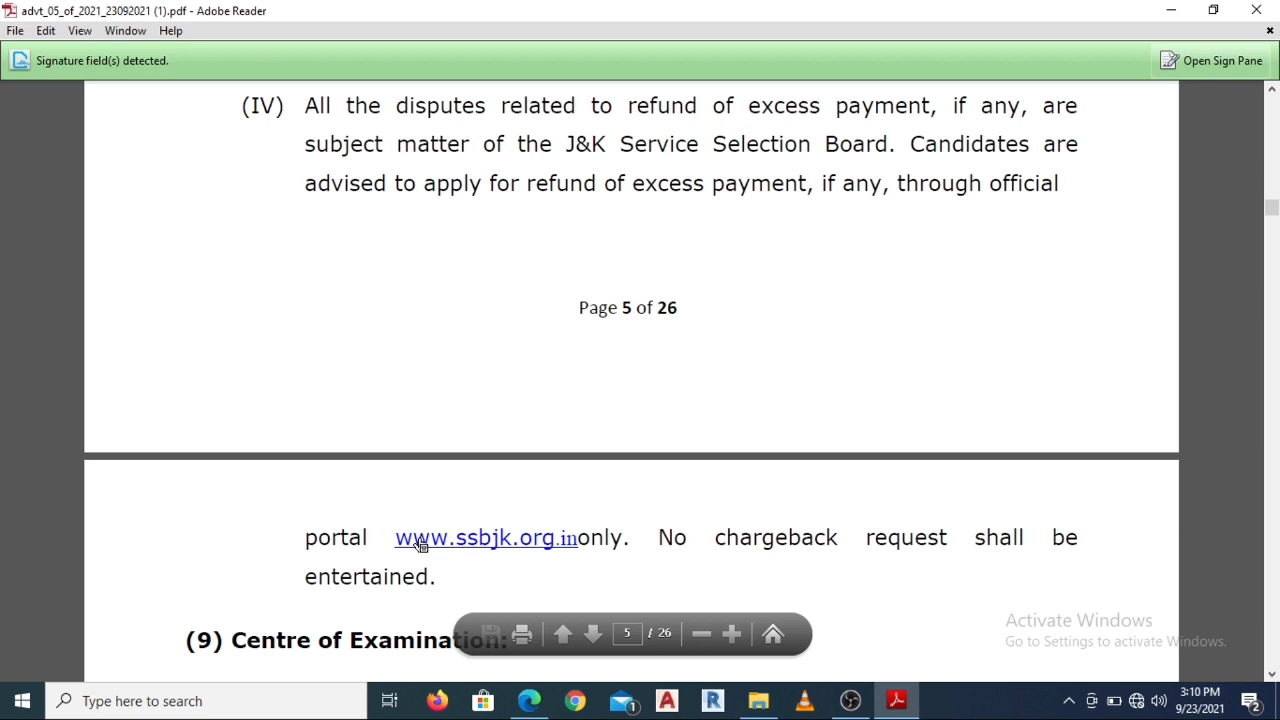 advt_05_of_2021_23092021 (1).pdf - Adobe Reader
File Edit View Window Help
Signature field(s) detected.
Open Sign Pane
(IV) All the disputes related to refund of excess payment, if any, are
subject matter of the J&K Service Selection Board. Candidates are
advised to apply for refund of excess payment, if any, through official
Page 5 of 26
portal www.ssbjk.org.inonly. No chargeback request shall be
entertained.
(9) Centre of Examination:
5 / 26
Activate Windows
Go to Settings to activate Windows.
Type here to search
1
3:10 PM
9/23/2021
2